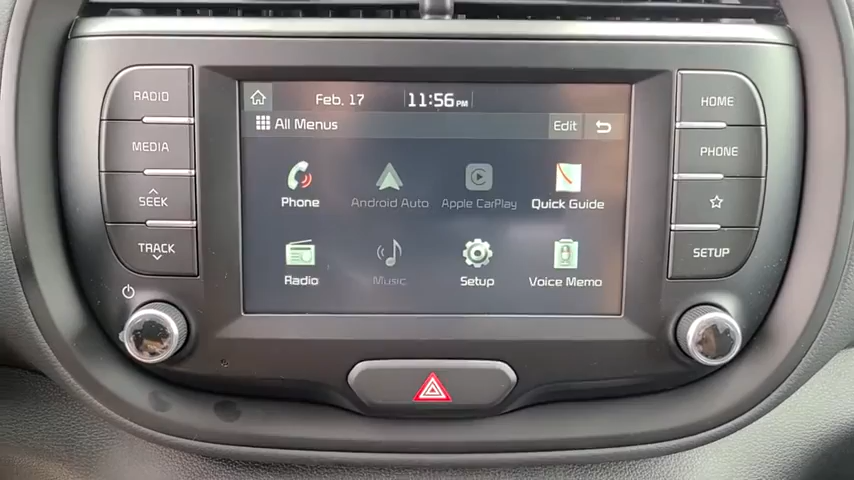 RADIO
MEDIA
SEEK
TRACK
Feb. 17 11:56 PM
All Menus Edit
Phone Android Auto Apple CarPlay Quick Guide
Radio Music Setup Voice Memo
HOME
PHONE
SETUP